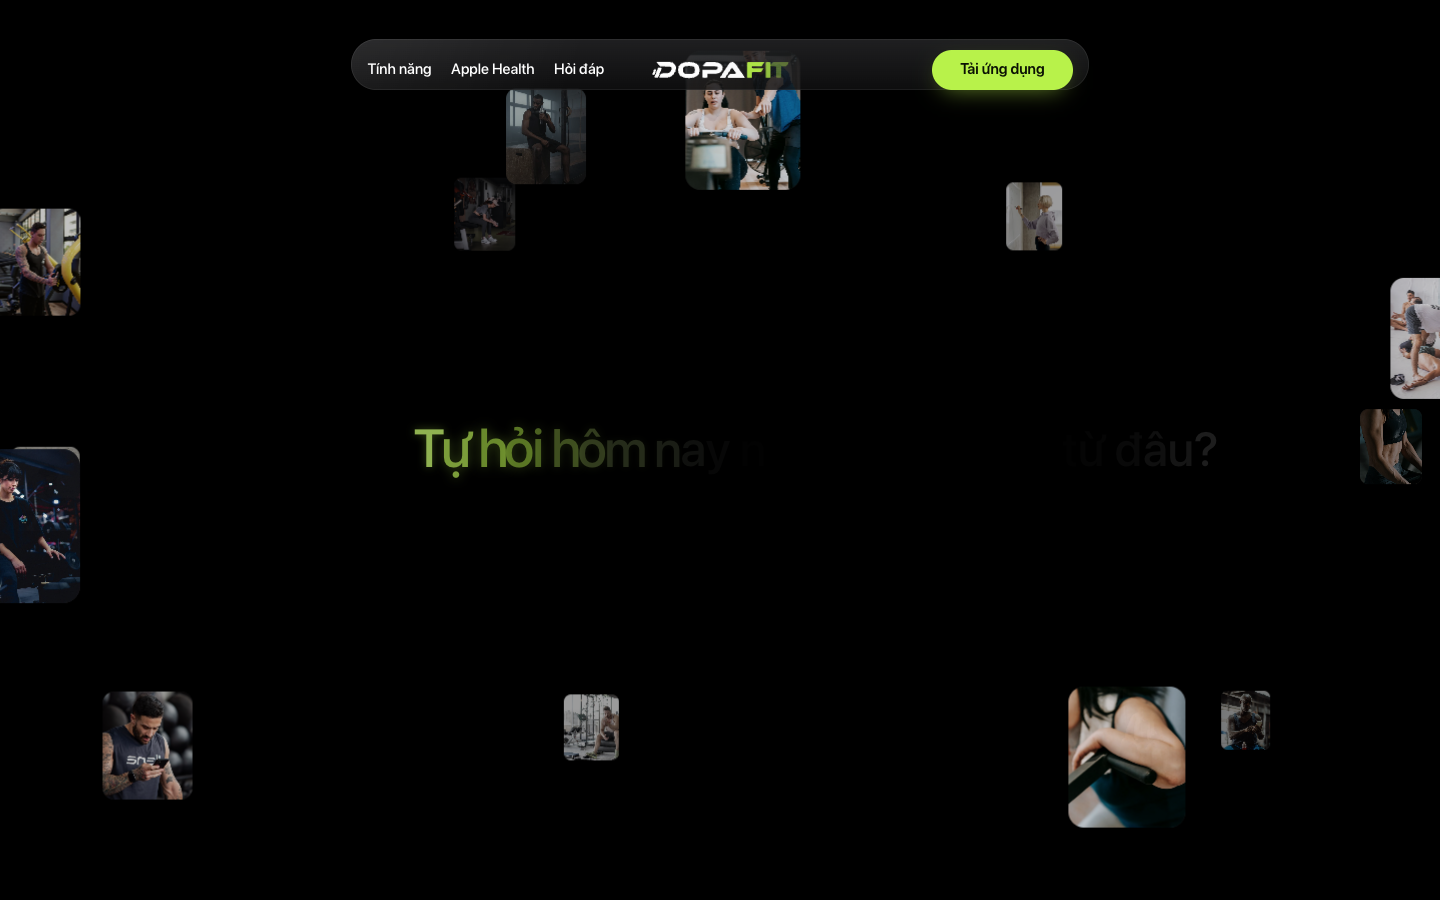 Tính năng
Apple Health
Hỏi đáp
DOPAFIT
Tải ứng dụng
Tự hỏi hôm nay
từ đâu?